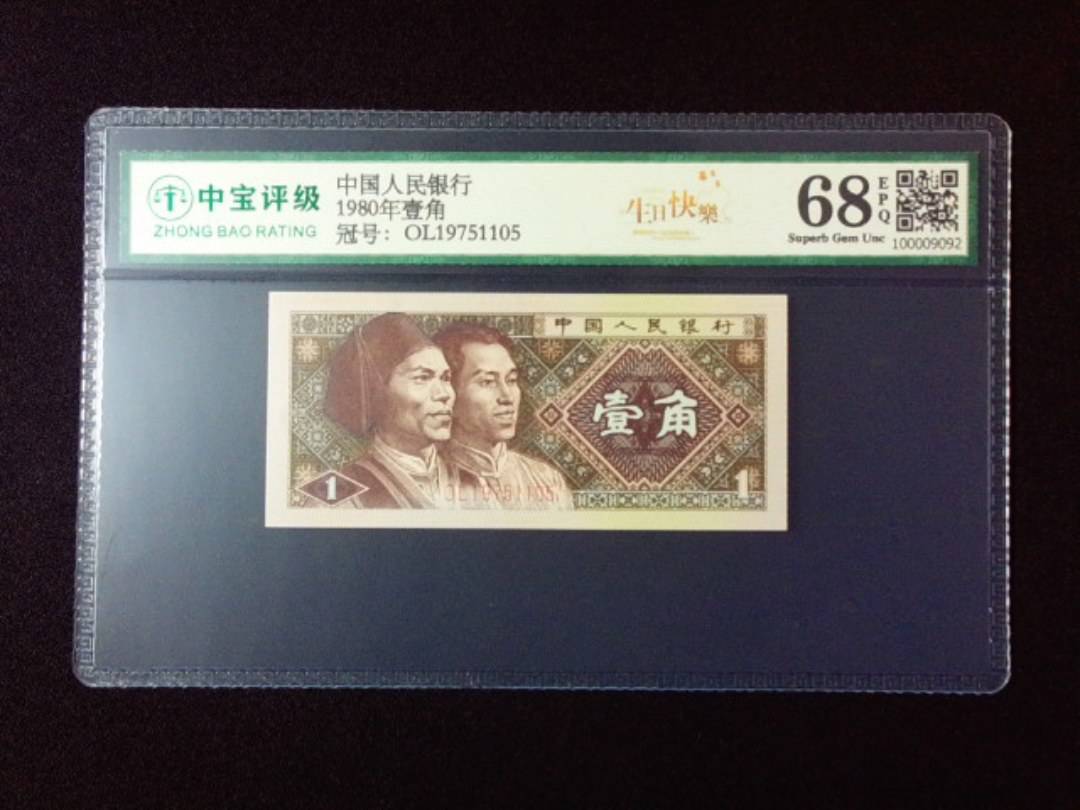 中宝评级
ZHONG BAO RATING
中国人民银行
1980年壹角
冠号：OL19751105
生日快樂
68
EPQ
Superb Gem Unc
100009092
中国人民银行
壹角
1
OL19751105
1